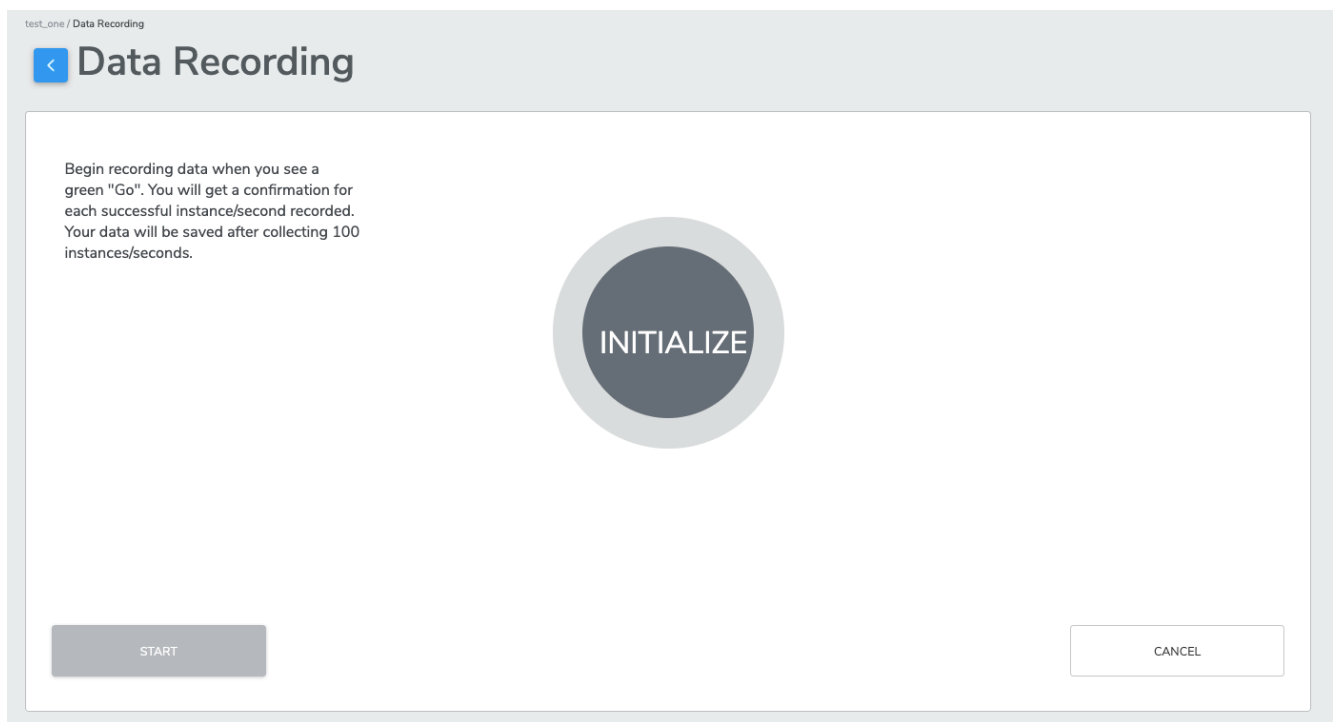 test_one / Data Recording
Data Recording
Begin recording data when you see a
green "Go". You will get a confirmation for
each successful instance/second recorded.
Your data will be saved after collecting 100
instances/seconds.
INITIALIZE
START
CANCEL